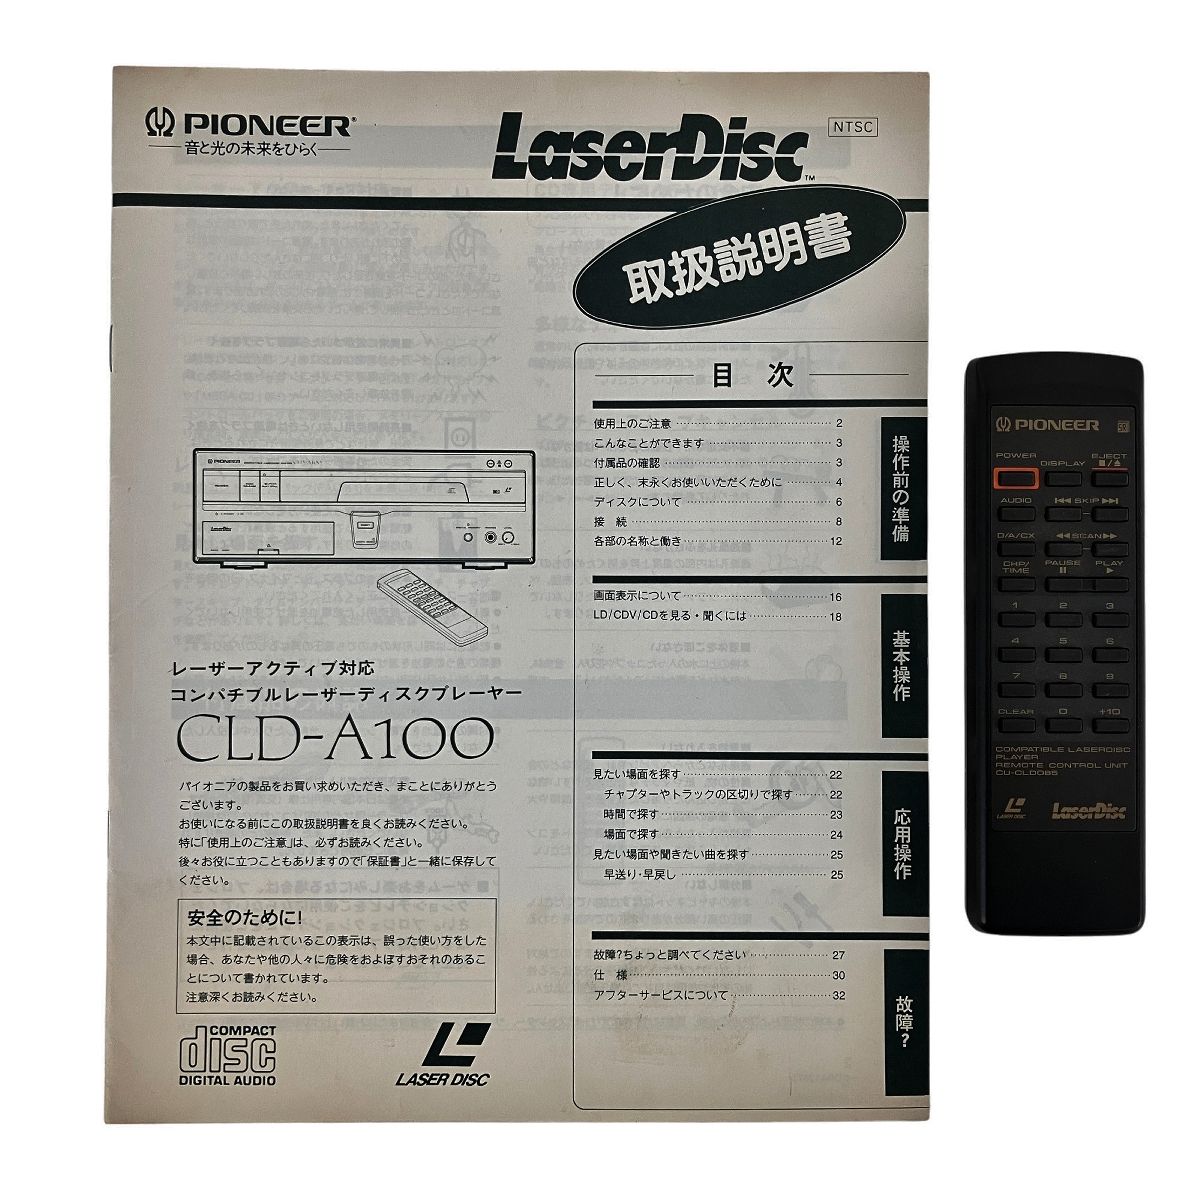 PIONEER®
音と光の未来をひらく
LaserDisc™
NTSC
取扱説明書
目 次
使用上のご注意 2
こんなことができます 3
付属品の確認 3
正しく、末永くお使いいただくために 4
ディスクについて 6
接 続 8
各部の名称と働き 12
操作前の準備
画面表示について 16
LD/CDV/CDを見る・聞くには 18
基本操作
見たい場面を探す 22
チャプターやトラックの区切りで探す 22
時間で探す 23
場面で探す 24
見たい場面や聞きたい曲を探す 25
早送り・早戻し 25
応用操作
故障?ちょっと調べてください 27
仕 様 30
アフターサービスについて 32
故障?
PIONEER
LaserDisc
レーザーアクティブ対応
コンパチブルレーザーディスクプレーヤー
CLD-A100
パイオニアの製品をお買い求めいただき、まことにありがとう
ございます。
お使いになる前にこの取扱説明書を良くお読みください。
特に「使用上のご注意」は、必ずお読みください。
後々お役に立つこともありますので「保証書」と一緒に保存して
ください。
安全のために!
本文中に記載されているこの表示は、誤った使い方をした
場合、あなたや他の人々に危険をおよぼすおそれのあるこ
とについて書かれています。
注意深くお読みください。
COMPACT
disc
DIGITAL AUDIO
LASER DISC
PIONEER
POWER
DISPLAY
EJECT
■/▲
AUDIO
|◀◀ SKIP ▶▶|
D/A/CX
◀◀ SCAN ▶▶
CHP/
TIME
PAUSE
PLAY
1 2 3
4 5 6
7 8 9
CLEAR 0 +10
COMPATIBLE LASERDISC
PLAYER
REMOTE CONTROL UNIT
CU-CLD085
LASER DISC
LaserDisc